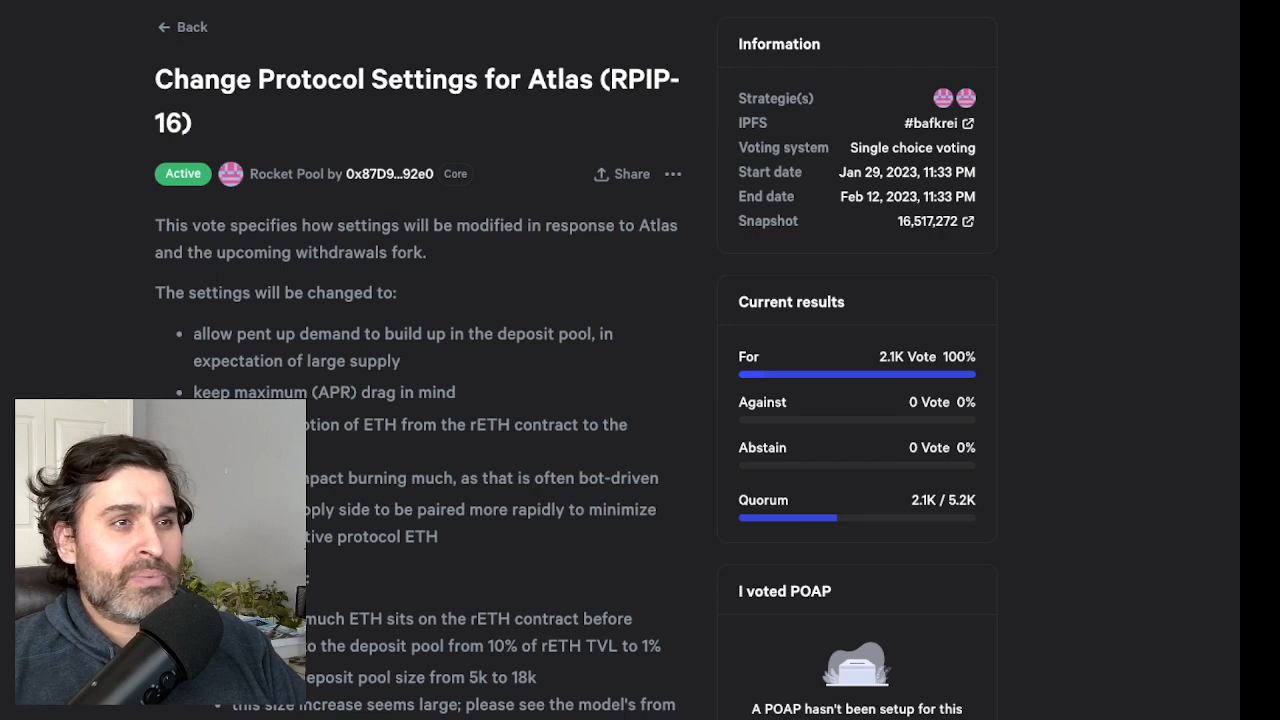 Back
Change Protocol Settings for Atlas (RPIP-
16)
Active Rocket Pool by 0x87D9...92e0 Core Share
This vote specifies how settings will be modified in response to Atlas
and the upcoming withdrawals fork.
The settings will be changed to:
• allow pent up demand to build up in the deposit pool, in
expectation of large supply
• keep maximum (APR) drag in mind
of ETH from the rETH contract to the
burning much, as that is often bot-driven
side to be paired more rapidly to minimize
protocol ETH
:
much ETH sits on the rETH contract before
the deposit pool from 10% of rETH TVL to 1%
deposit pool size from 5k to 18k
• this size increase seems large; please see the model's from
Information
Strategie(s)
IPFS #bafkrei
Voting system Single choice voting
Start date Jan 29, 2023, 11:33 PM
End date Feb 12, 2023, 11:33 PM
Snapshot 16,517,272
Current results
For 2.1K Vote 100%
Against 0 Vote 0%
Abstain 0 Vote 0%
Quorum 2.1K / 5.2K
I voted POAP
A POAP hasn't been setup for this